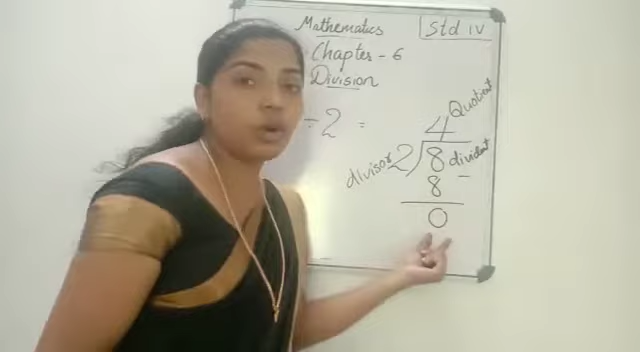 Mathematics
Std IV
Chapter - 6
Division
÷ 2 =
4 Quotient
divisor 2 8 divident
8 -
0